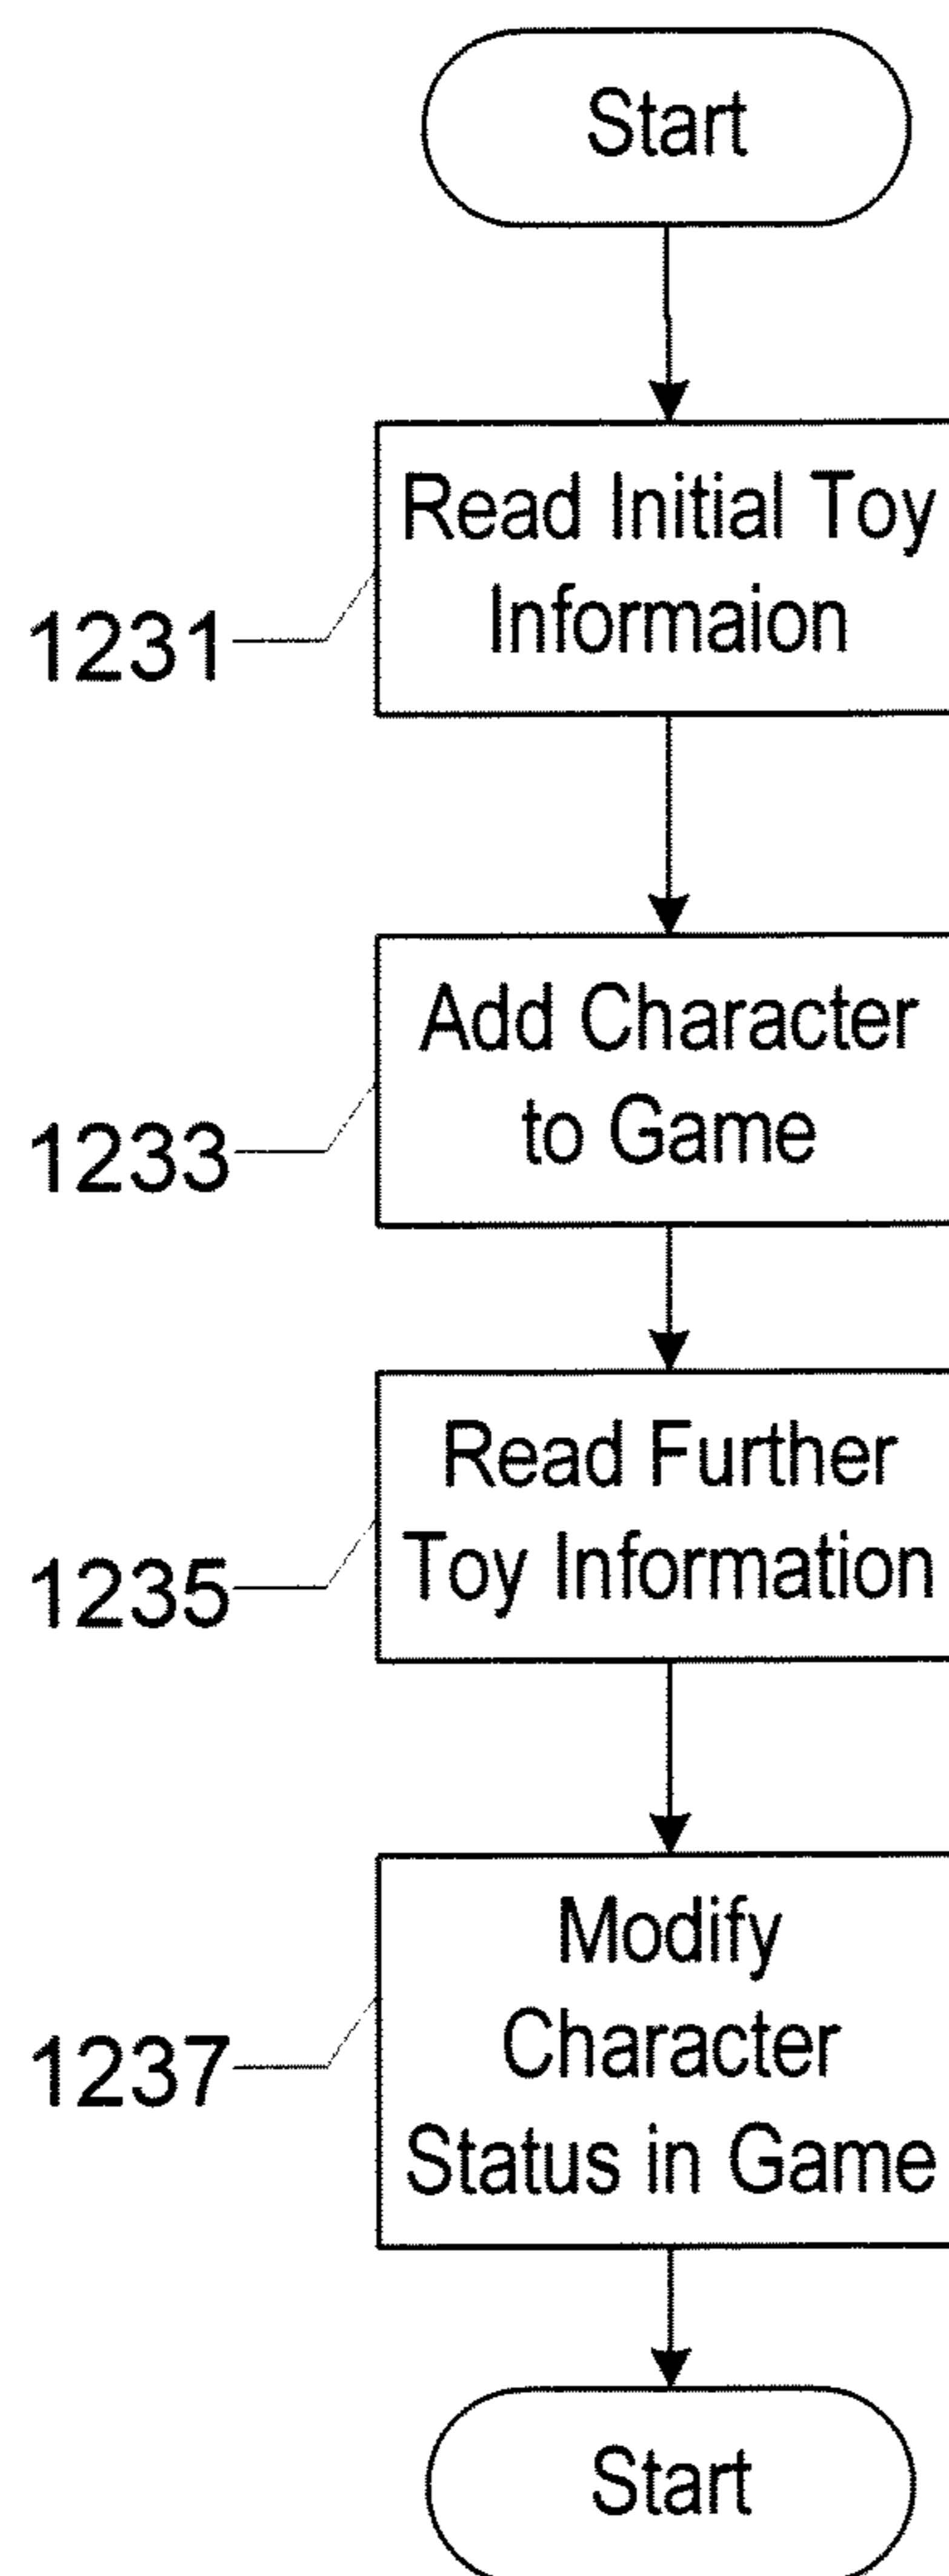 Start
Read Initial Toy
Informaion
1231
Add Character
to Game
1233
Read Further
Toy Information
1235
Modify
Character
Status in Game
1237
Start